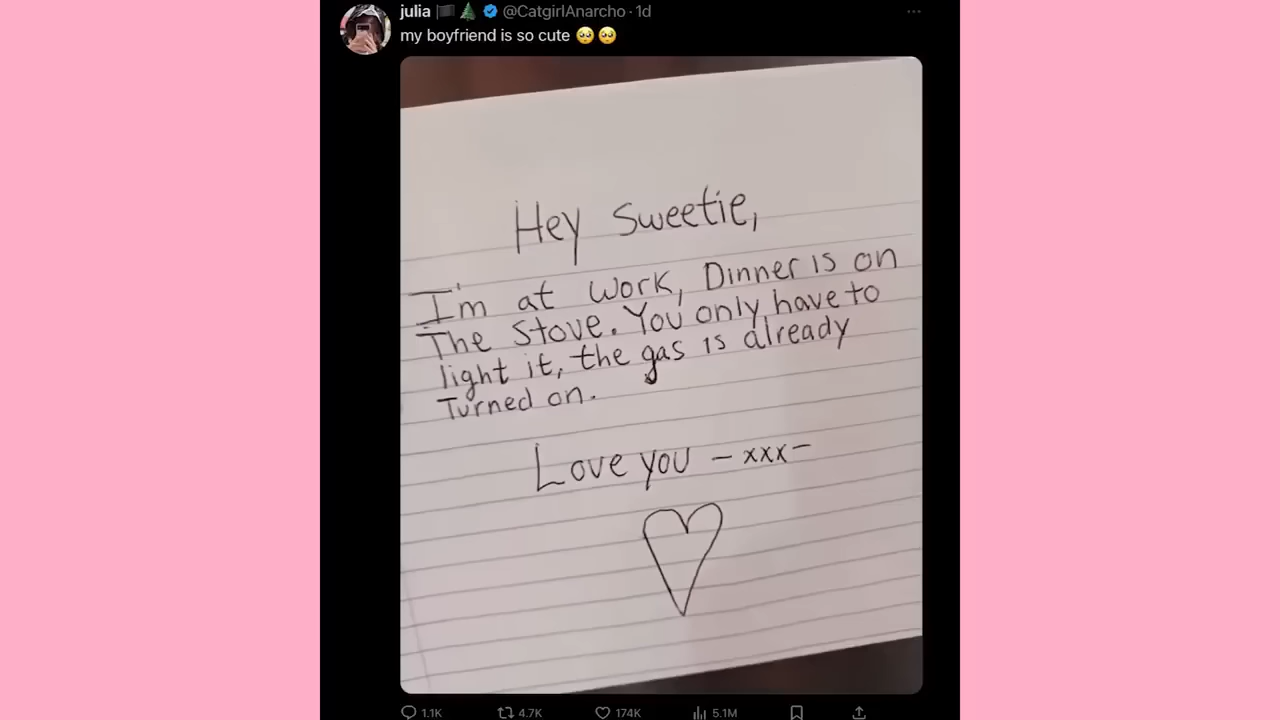 julia 🏴🌲 @CatgirlAnarcho · 1d
my boyfriend is so cute 🥺🥺
Hey Sweetie,
I'm at work, Dinner is on
The stove. You only have to
light it, the gas is already
Turned on.
Love you - xxx -
1.1K 4.7K 174K 5.1M